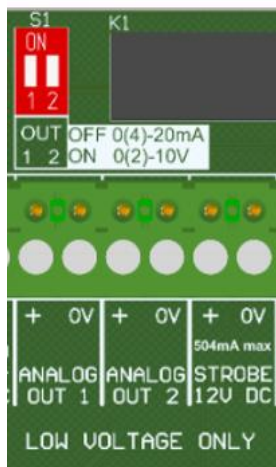 S1 K1
ON
1 2
OUT OFF 0(4)-20mA
1 2 ON 0(2)-10V
+ 0V + 0V + 0V
504mA max
ANALOG ANALOG STROBE
OUT 1 OUT 2 12V DC
LOW VOLTAGE ONLY